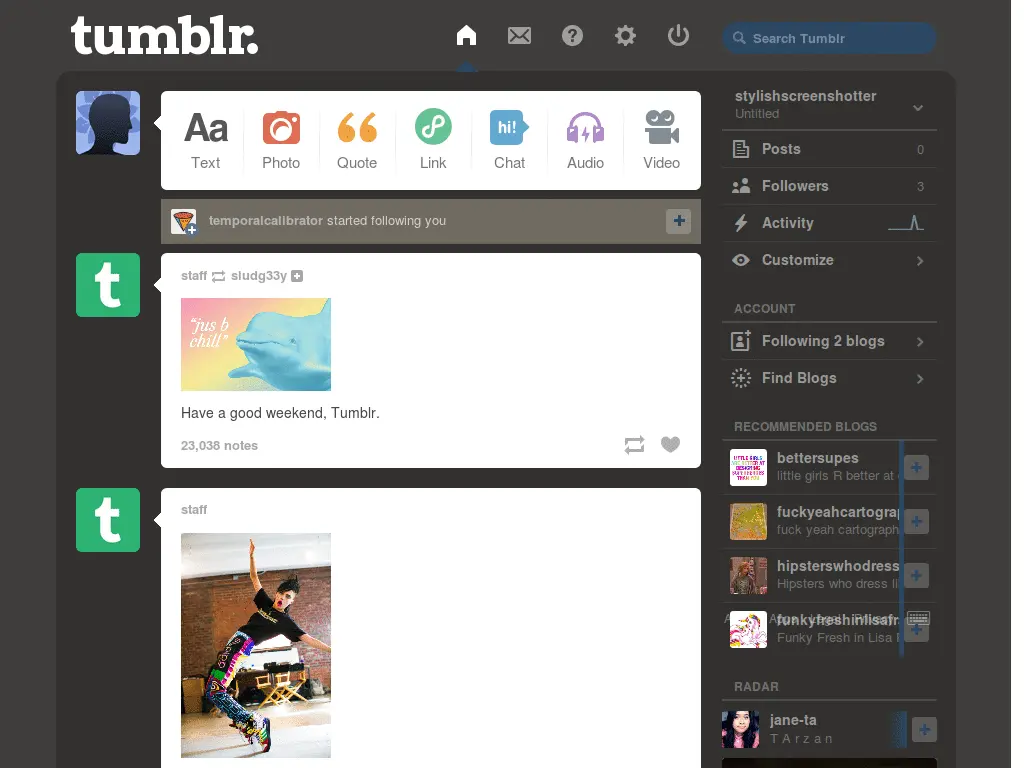 tumblr.
Search Tumblr
Aa
hi!
Text
Photo
Quote
Link
Chat
Audio
Video
temporalcalibrator started following you
t
staff sludg33y
"jus b
chill"
Have a good weekend, Tumblr.
23,038 notes
t
staff
stylishscreenshotter
Untitled
Posts 0
Followers 3
Activity
Customize
ACCOUNT
Following 2 blogs
Find Blogs
RECOMMENDED BLOGS
bettersupes
little girls R better at
fuckyeahcartogra
fuck yeah cartograph
hipsterswhodress
Hipsters who dress li
Funky Fresh in Lisa
RADAR
jane-ta
T A r z a n